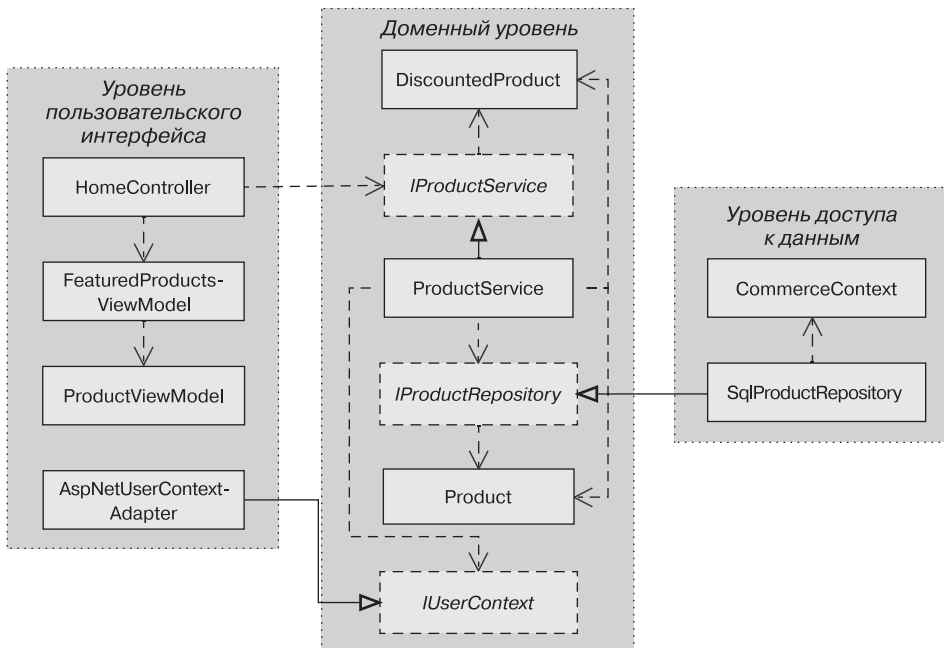 Уровень
пользовательского
интерфейса
HomeController
FeaturedProducts-
ViewModel
ProductViewModel
AspNetUserContext-
Adapter
Доменный уровень
DiscountedProduct
IProductService
ProductService
IProductRepository
Product
IUserContext
Уровень доступа
к данным
CommerceContext
SqlProductRepository